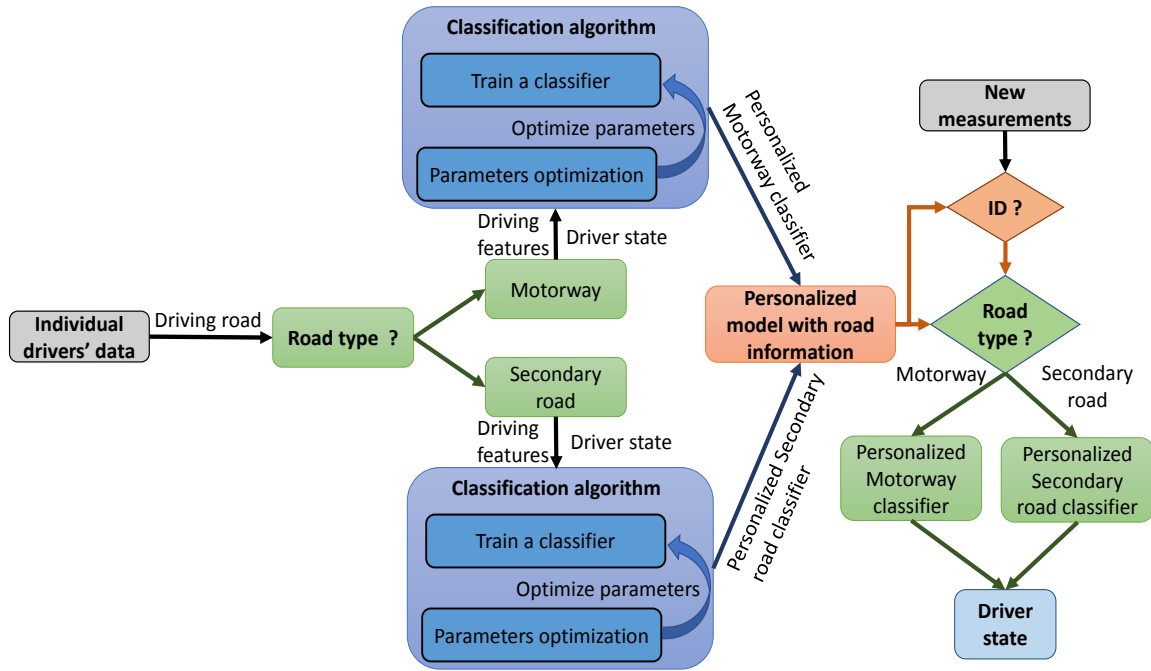 Classification algorithm
Train a classifier
Optimize parameters
Parameters optimization
Driving
features
Driver state
Motorway
Individual
drivers' data
Driving road
Road type  ?
Secondary
road
Driving
features
Driver state
Classification algorithm
Train a classifier
Optimize parameters
Parameters optimization
Personalized
Motorway classifier
Personalized Secondary
road classifier
Personalized
model with road
information
New
measurements
ID ?
Road
type ?
Motorway
Secondary
road
Personalized
Motorway
classifier
Personalized
Secondary
road classifier
Driver
state